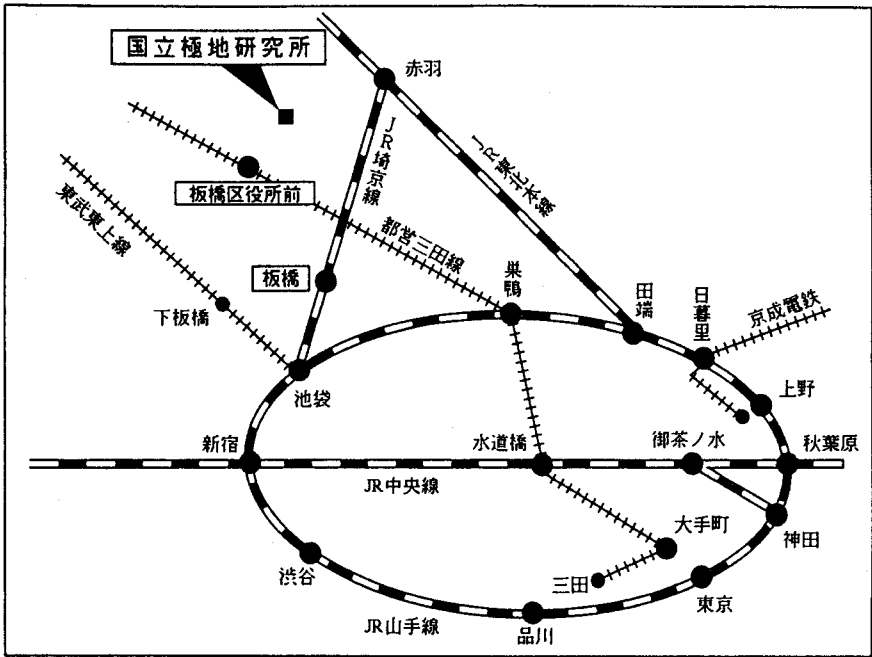 国立極地研究所
赤羽
JR埼京線
JR東北本線
板橋区役所前
東武東上線
都営三田線
板橋
巣鴨
田端
日暮里
京成電鉄
下板橋
池袋
上野
新宿
水道橋
御茶ノ水
秋葉原
JR中央線
大手町
神田
渋谷
三田
東京
JR山手線
品川